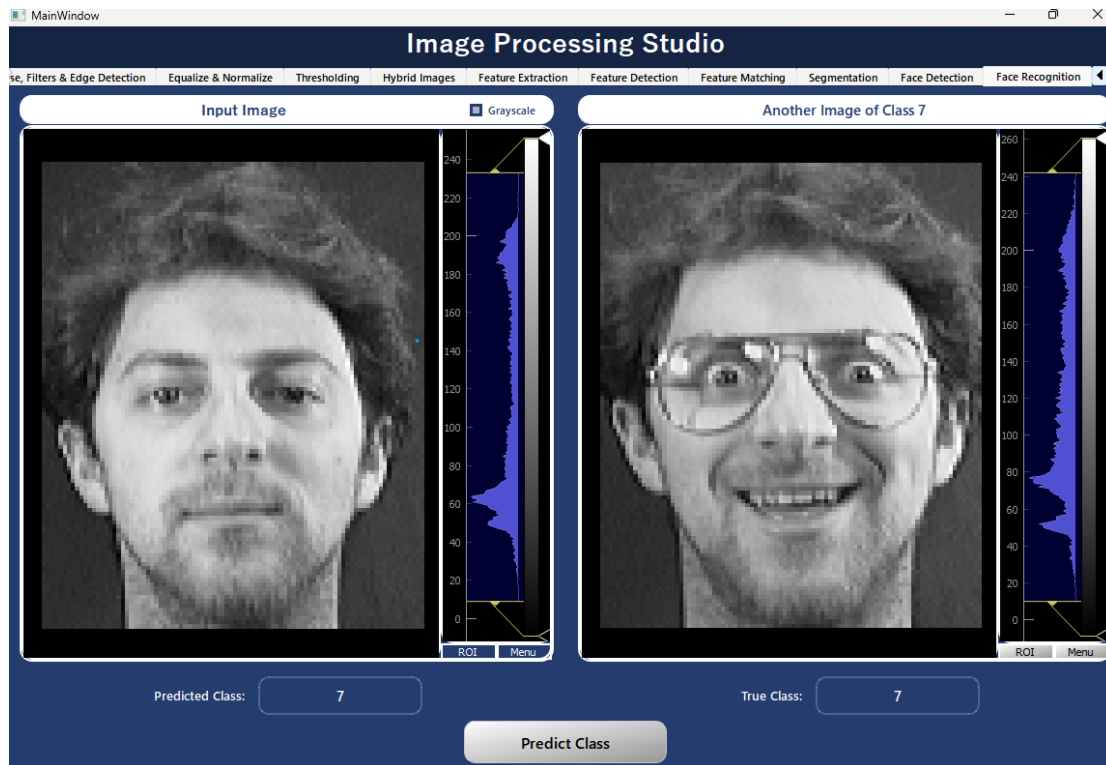 MainWindow
Image Processing Studio
se, Filters & Edge Detection Equalize & Normalize Thresholding Hybrid Images Feature Extraction Feature Detection Feature Matching Segmentation Face Detection Face Recognition
Input Image Grayscale
240
220
200
180
160
140
120
100
80
60
40
20
0
ROI Menu
Another Image of Class 7
260
240
220
200
180
160
140
120
100
80
60
40
20
0
ROI Menu
Predicted Class: 7
True Class: 7
Predict Class